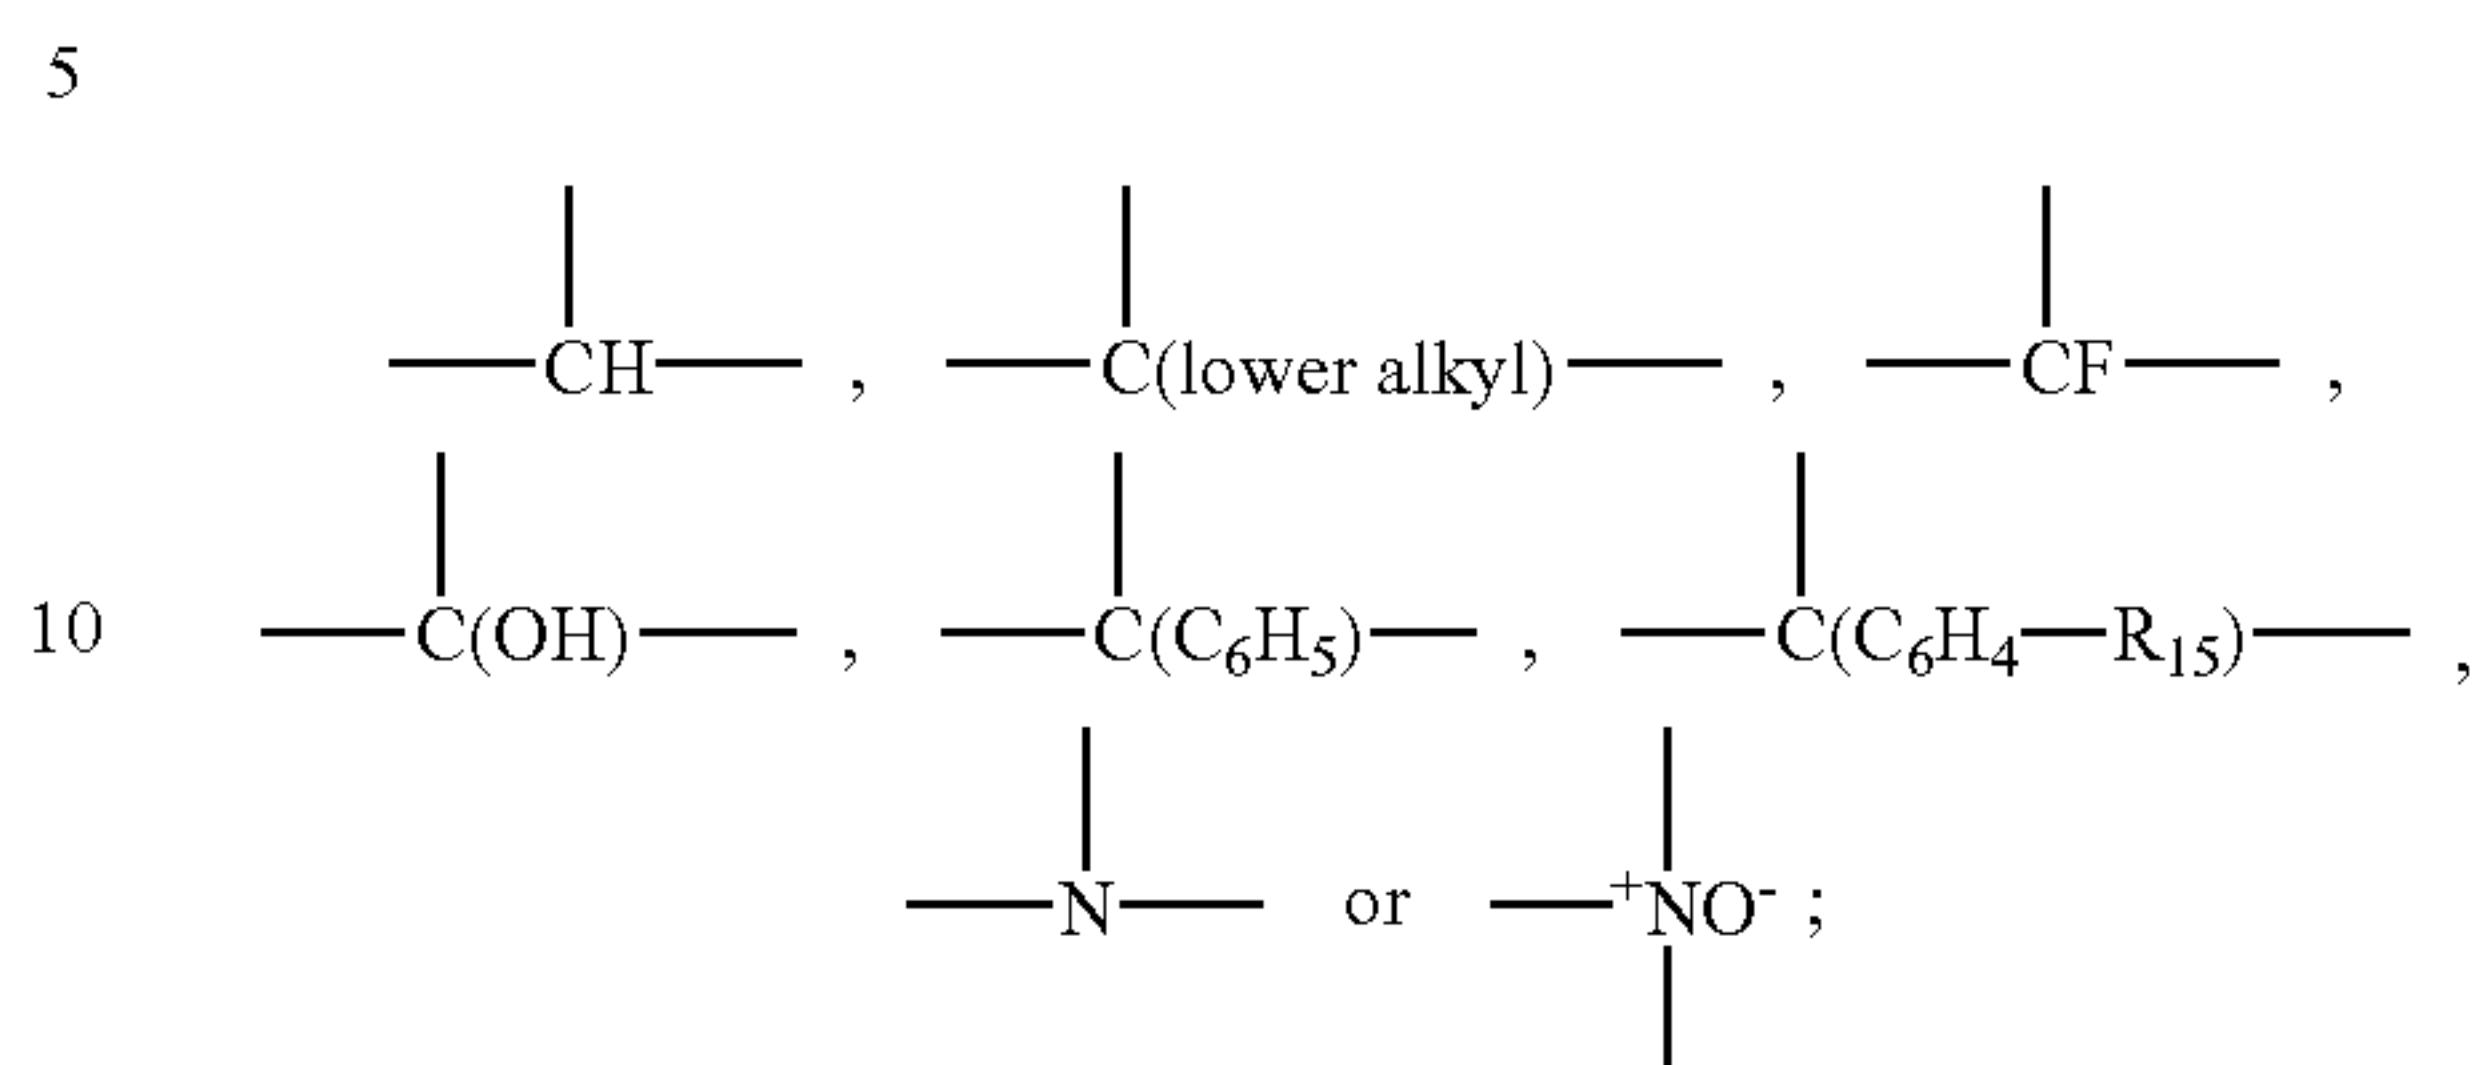 5
—CH— , —C(lower alkyl)— , —CF— ,
10 —C(OH)— , —C(C₆H₅)— , —C(C₆H₄—R₁₅)— ,
—N— or —⁺NO⁻ ;